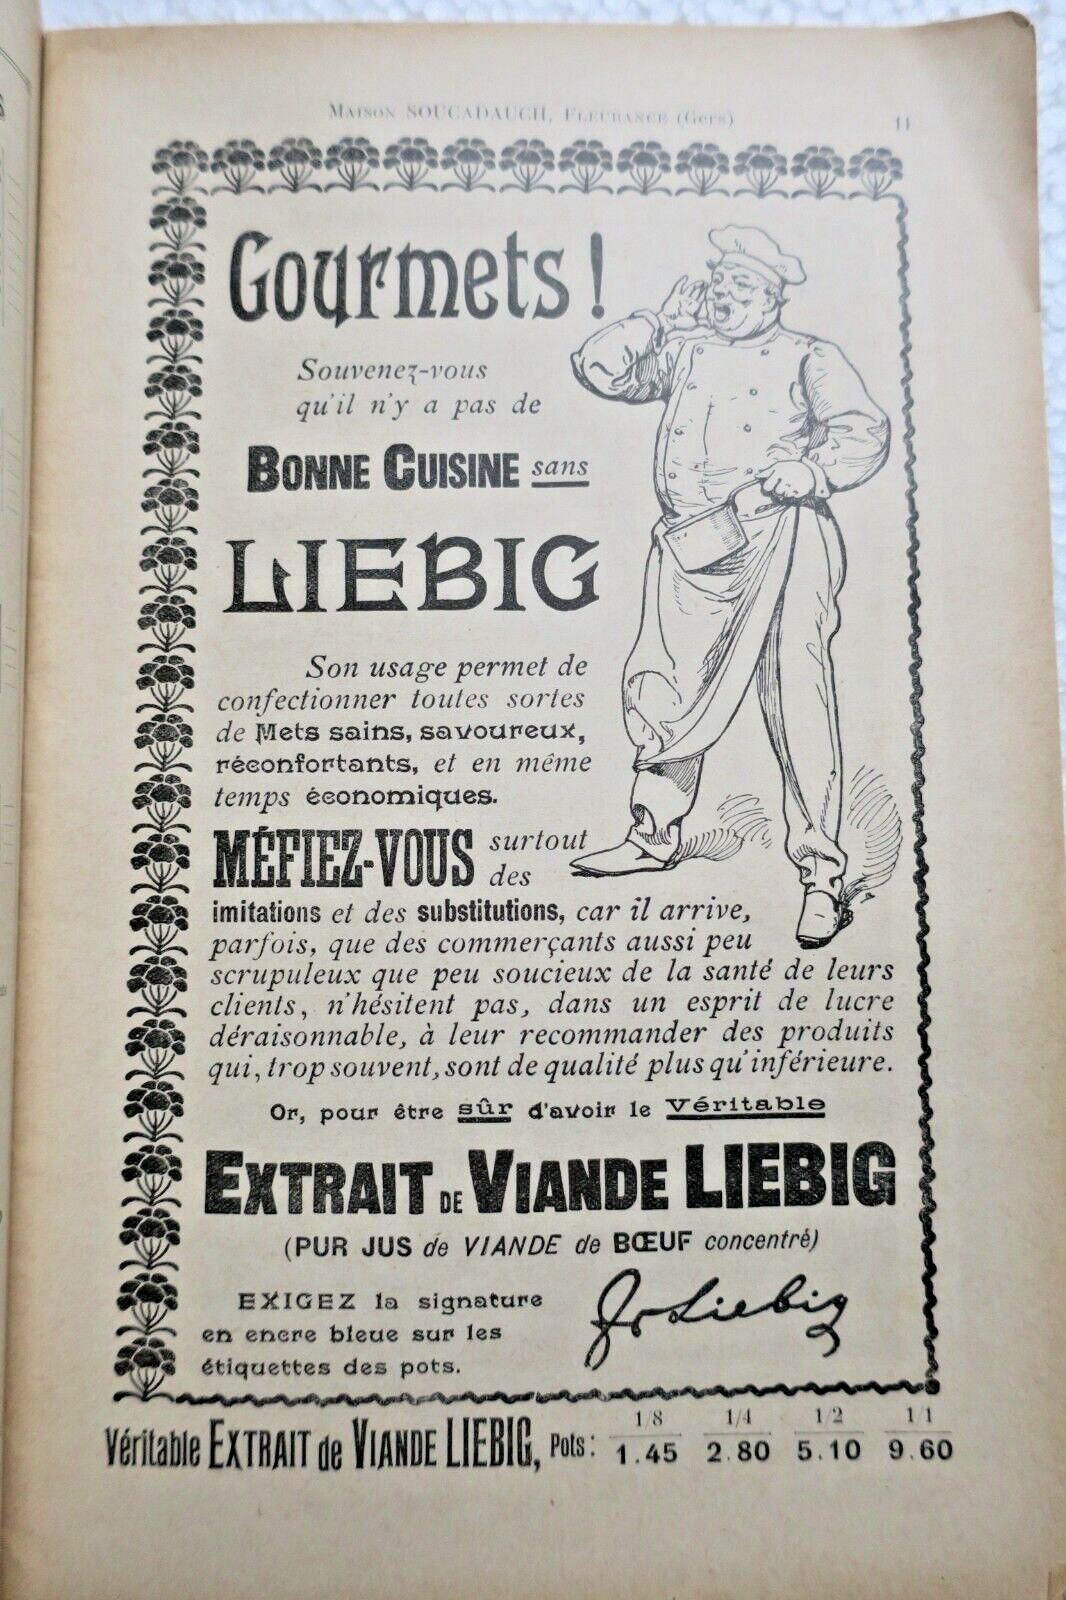 Maison SOUCADAUCH, Fleurance (Gers) 11
Gourmets !
Souvenez-vous
qu'il n'y a pas de
BONNE CUISINE sans
LIEBIG
Son usage permet de
confectionner toutes sortes
de Mets sains, savoureux,
réconfortants, et en même
temps économiques.
MÉFIEZ-VOUS surtout
des
imitations et des substitutions, car il arrive,
parfois, que des commerçants aussi peu
scrupuleux que peu soucieux de la santé de leurs
clients, n'hésitent pas, dans un esprit de lucre
déraisonnable, à leur recommander des produits
qui, trop souvent, sont de qualité plus qu'inférieure.
Or, pour être sûr d'avoir le Véritable
EXTRAIT DE VIANDE LIEBIG
(PUR JUS de VIANDE de BŒUF concentré)
EXIGEZ la signature
en encre bleue sur les
étiquettes des pots.
Liebig
Véritable EXTRAIT de VIANDE LIEBIG, Pots : 1/8 1/4 1/2 1/1
1.45 2.80 5.10 9.60